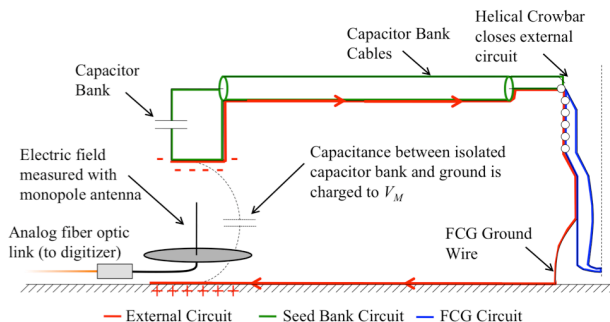 Helical Crowbar
closes external
circuit
Capacitor Bank
Cables
Capacitor
Bank
Electric field
measured with
monopole antenna
Capacitance between isolated
capacitor bank and ground is
charged to V_M
Analog fiber optic
link (to digitizer)
FCG Ground
Wire
External Circuit
Seed Bank Circuit
FCG Circuit